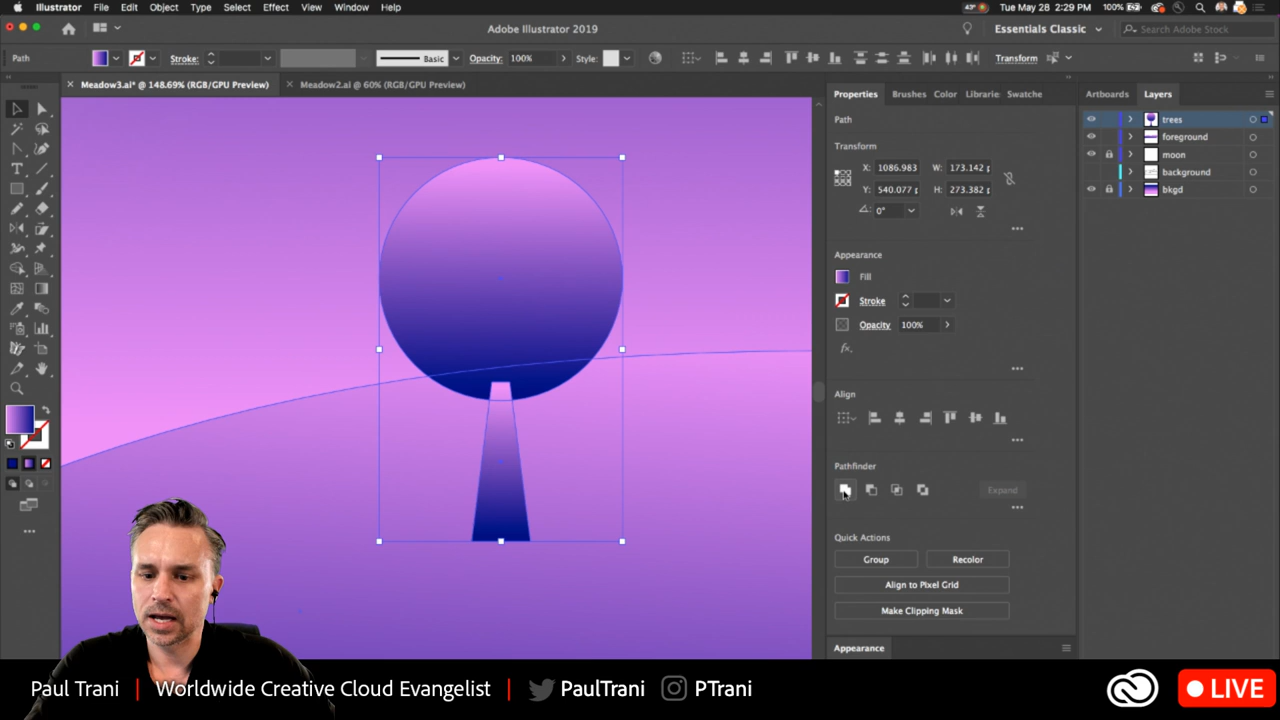 Illustrator File Edit Object Type Select Effect View Window Help
43° Tue May 28 2:29 PM 100%
Adobe Illustrator 2019
Essentials Classic
Search Adobe Stock
Path Stroke: Basic Opacity: 100% Style: Transform
Meadow3.ai* @ 148.69% (RGB/GPU Preview)
Meadow2.ai @ 60% (RGB/GPU Preview)
Properties Brushes Color Librarie Swatche
Path
Transform
X: 1086.983 W: 173.142 p
Y: 540.077 p H: 273.382 p
0°
Appearance
Fill
Stroke
Opacity 100%
fx.
Align
Pathfinder
Expand
Quick Actions
Group Recolor
Align to Pixel Grid
Make Clipping Mask
Appearance
Artboards Layers
trees
foreground
moon
background
bkgd
Paul Trani | Worldwide Creative Cloud Evangelist | PaulTrani PTrani
LIVE